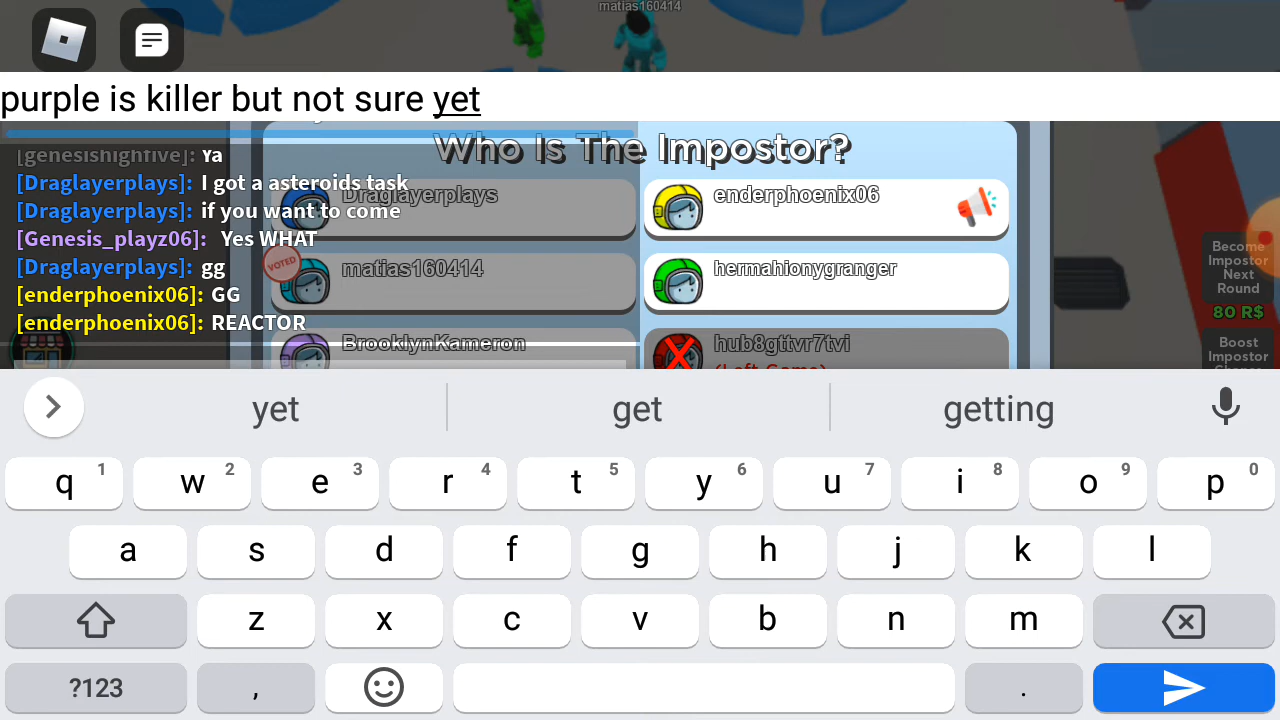 matias160414
purple is killer but not sure yet
Who Is The Impostor?
[genesishighfive]: Ya
[Draglayerplays]: I got a asteroids task
[Draglayerplays]: if you want to come
[Genesis_playz06]: Yes WHAT
[Draglayerplays]: gg
[enderphoenix06]: GG
[enderphoenix06]: REACTOR
Draglayerplays
enderphoenix06
VOTED
matias160414
hermahionygranger
BrooklynKameron
hub8gttvr7tvi
(Left Game)
Become
Impostor
Next
Round
80 R$
Boost
Impostor
yet get getting
q 1 w 2 e 3 r 4 t 5 y 6 u 7 i 8 o 9 p 0
a s d f g h j k l
z x c v b n m
?123 , .